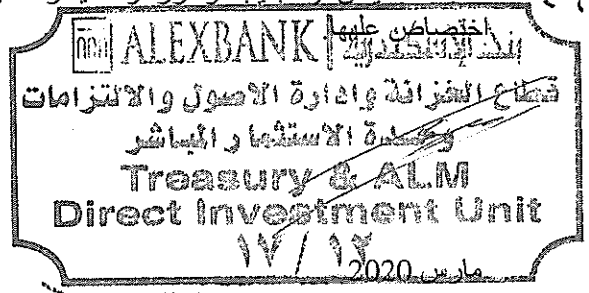 اختصاص عليها
ALEXBANK بنك الإسكندرية
قطاع الخزانة وإدارة الأصول والالتزامات
وحدة الاستثمار المباشر
Treasury & ALM
Direct Investment Unit
١٧ / ١٢
مارس 2020